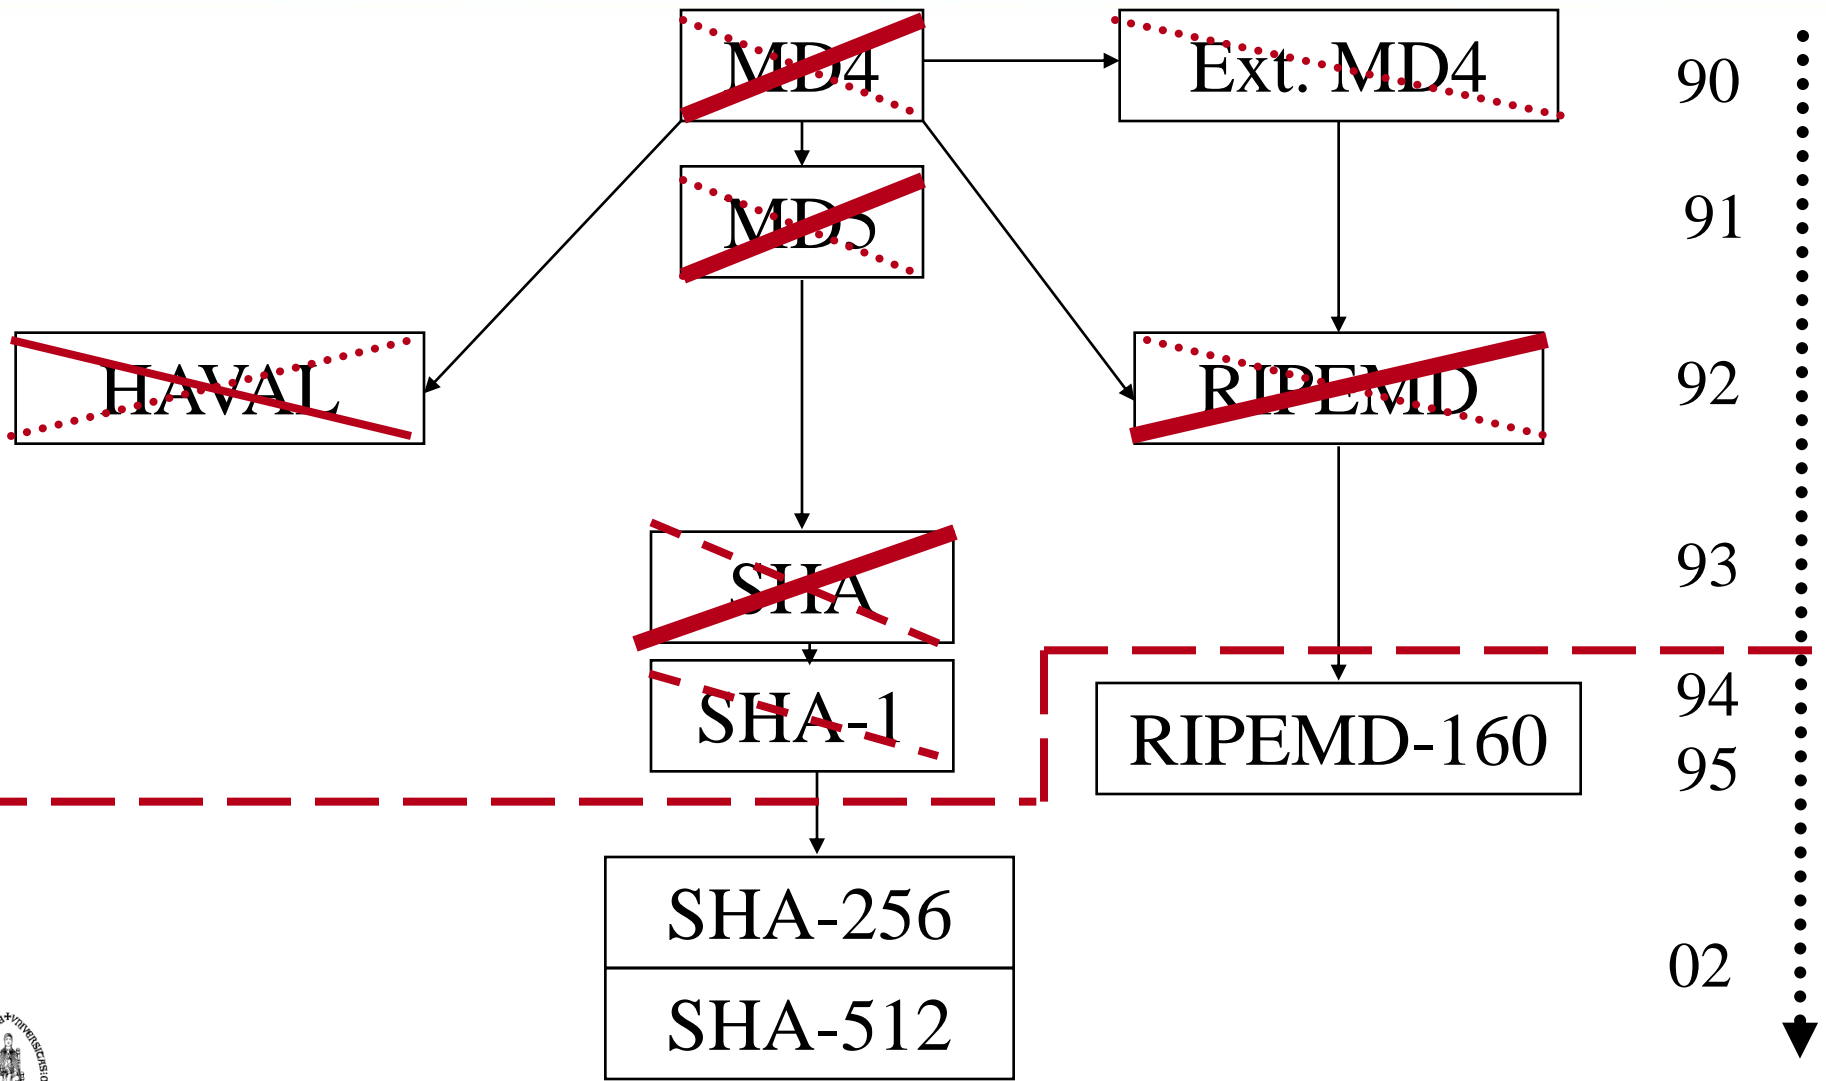 MD4
Ext. MD4
90
MD5
91
HAVAL
RIPEMD
92
SHA
93
SHA-1
RIPEMD-160
94
95
SHA-256
02
SHA-512